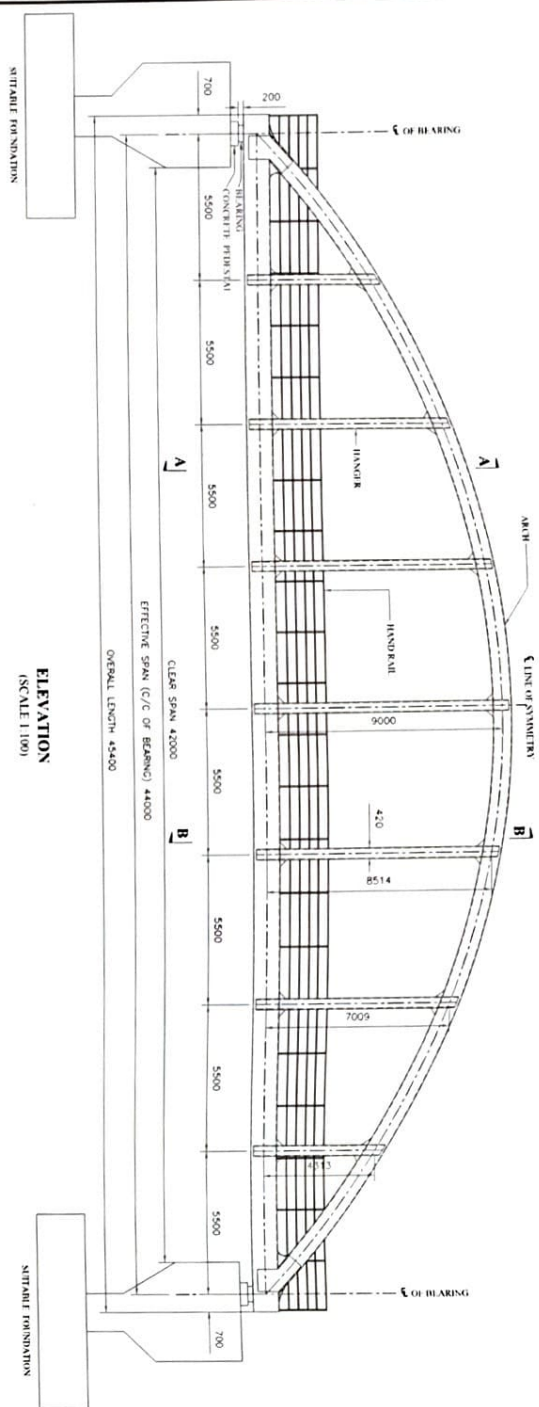 ℄ OF BEARING
ARCH
℄ LINE OF SYMMETRY
℄ OF BEARING
A
B
HANGER
HAND RAIL
9000
420
8514
7009
4313
200
BEARING
CONCRETE PEDESTAL
700
5500
5500
5500
5500
5500
5500
5500
5500
700
A
B
CLEAR SPAN 42000
EFFECTIVE SPAN (C/C OF BEARING) 44000
OVERALL LENGTH 45400
SUITABLE FOUNDATION
SUITABLE FOUNDATION
ELEVATION
(SCALE 1:100)